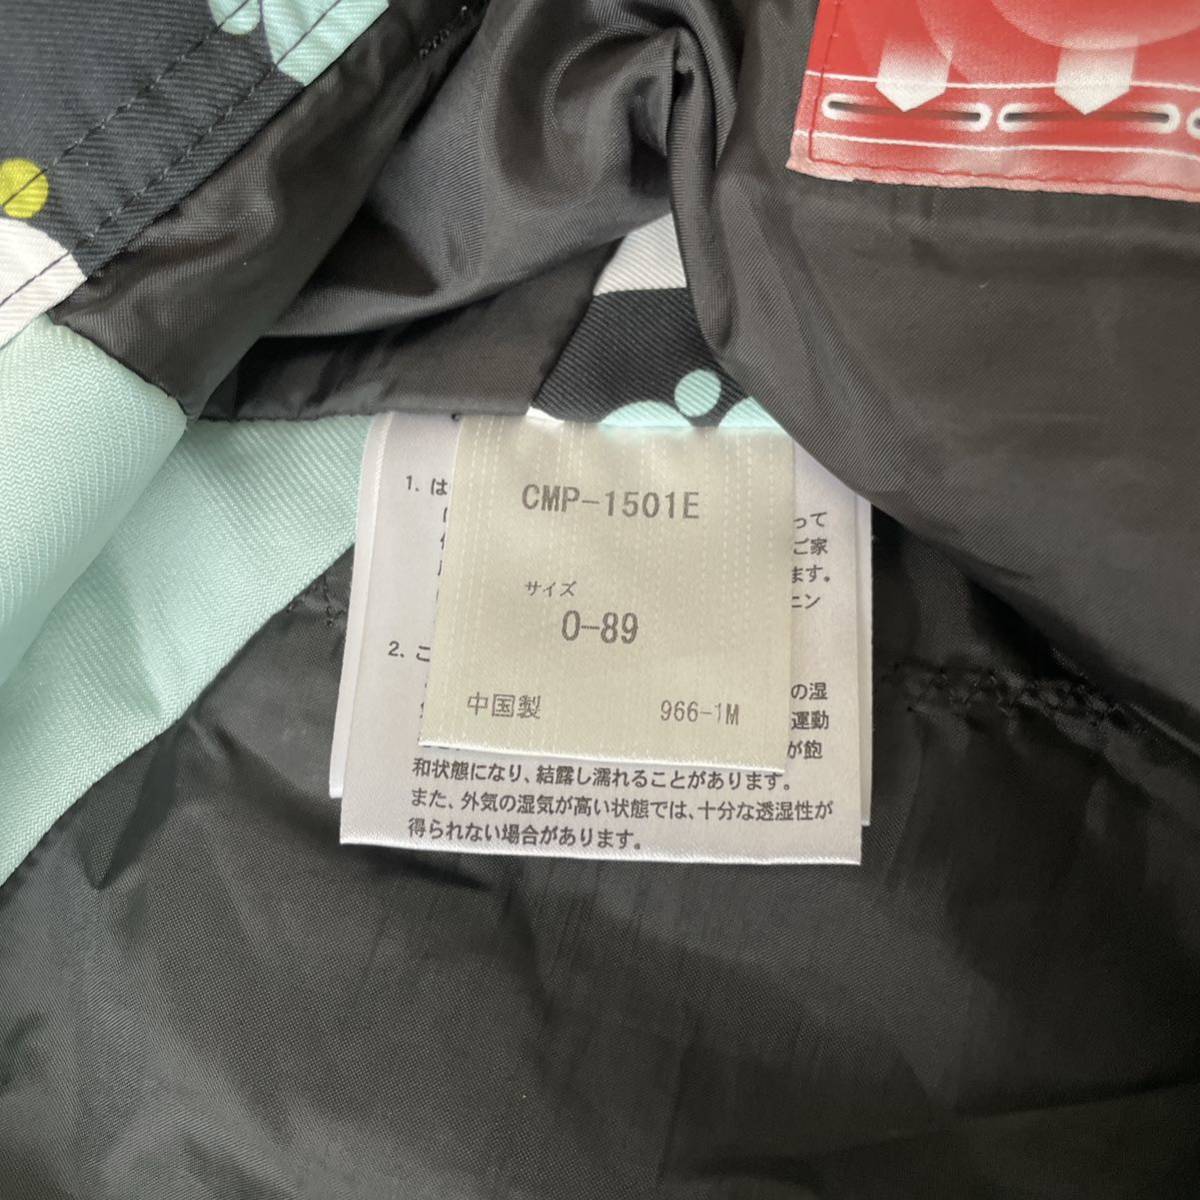 CMP-1501E
サイズ
0-89
中国製 966-1M
1. は
って
ご家
ます。
ニン
2. こ
の湿
運動
が飽
和状態になり、結露し濡れることがあります。
また、外気の湿気が高い状態では、十分な透湿性が
得られない場合があります。